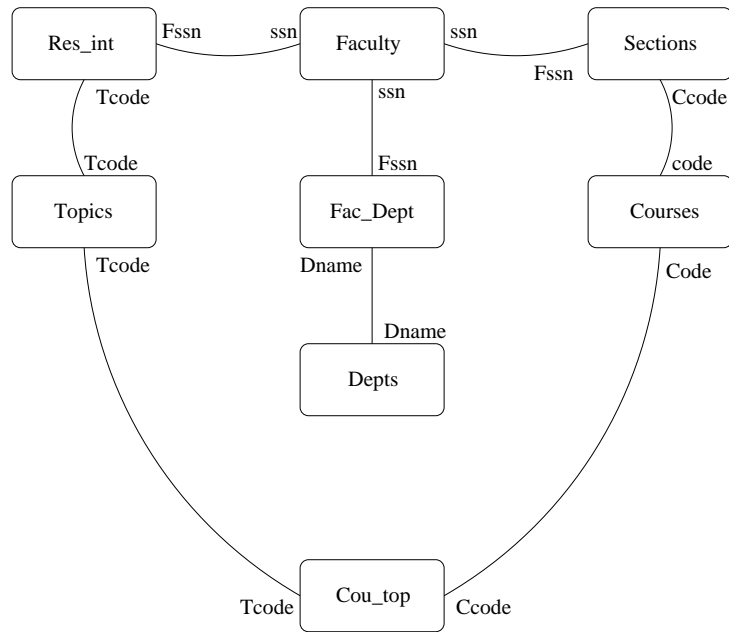 Res_int
Fssn
ssn
Faculty
ssn
Fssn
Sections
Tcode
ssn
Ccode
Tcode
Fssn
code
Topics
Fac_Dept
Courses
Tcode
Dname
Code
Dname
Depts
Tcode
Cou_top
Ccode